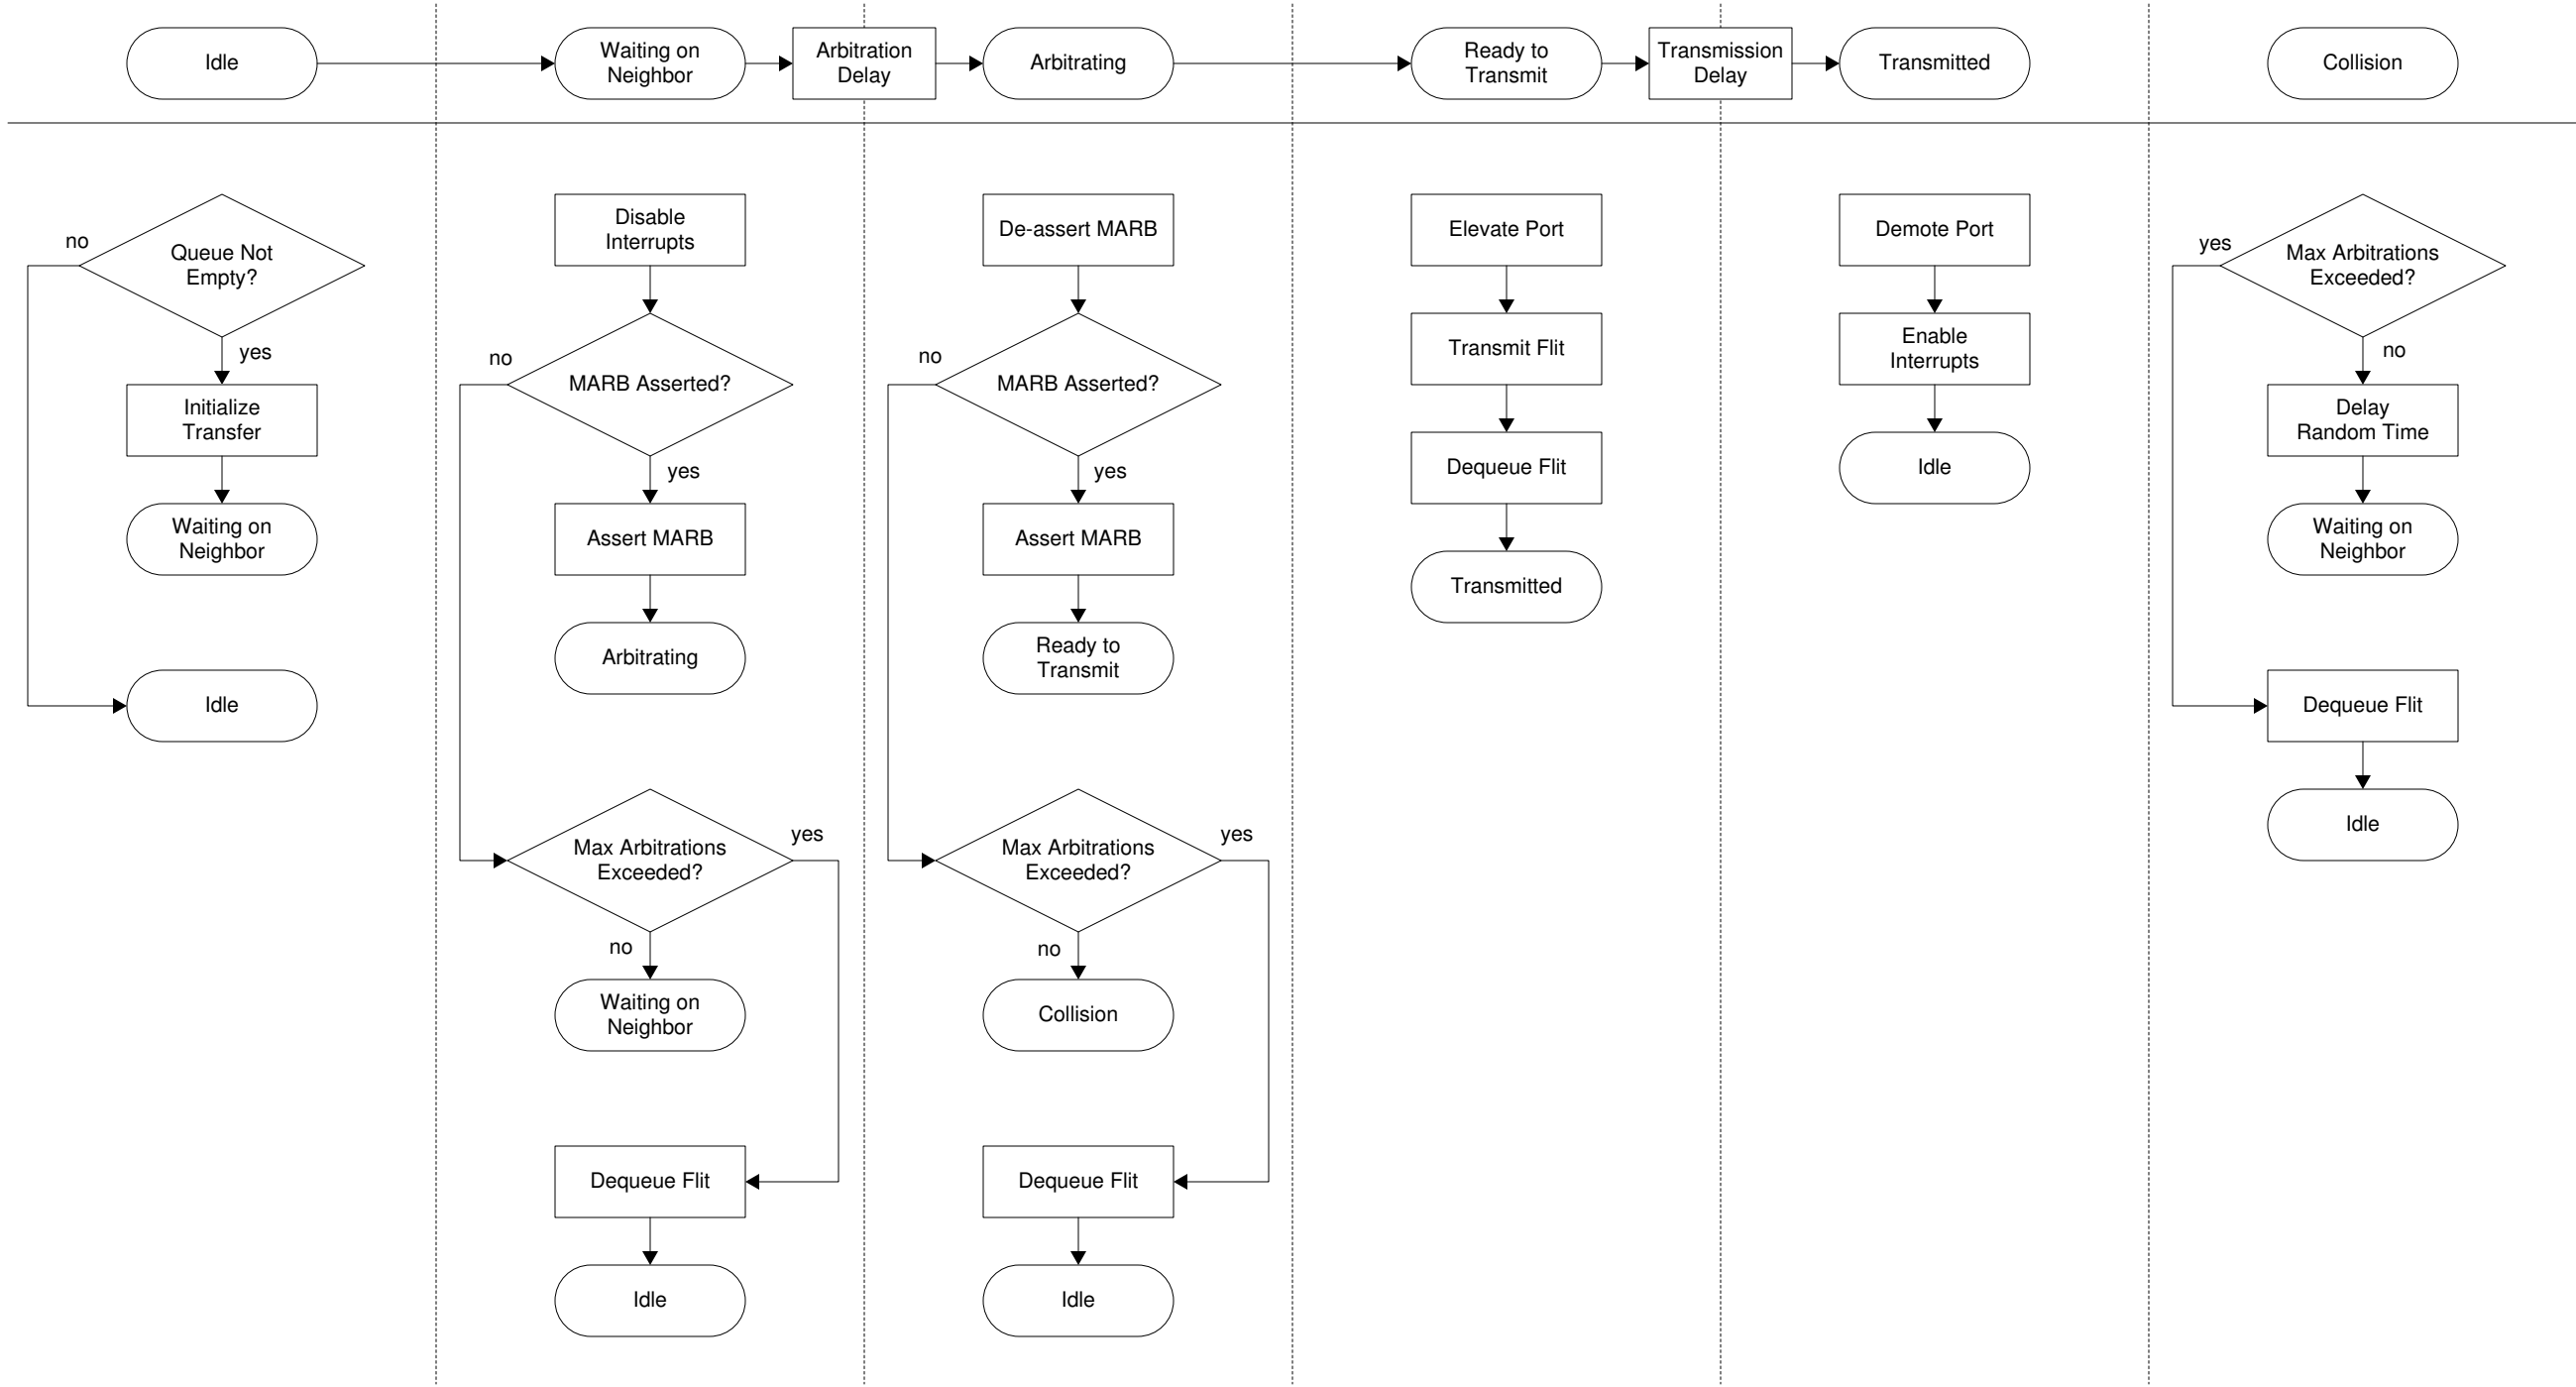 Idle
Waiting on
Neighbor
Arbitration
Delay
Arbitrating
Ready to
Transmit
Transmission
Delay
Transmitted
Collision
no
Queue Not
Empty?
yes
Initialize
Transfer
Waiting on
Neighbor
Idle
Disable
Interrupts
no
MARB Asserted?
yes
Assert MARB
Arbitrating
Max Arbitrations
Exceeded?
yes
no
Waiting on
Neighbor
Dequeue Flit
Idle
De-assert MARB
no
MARB Asserted?
yes
Assert MARB
Ready to
Transmit
Max Arbitrations
Exceeded?
yes
no
Collision
Dequeue Flit
Idle
Elevate Port
Transmit Flit
Dequeue Flit
Transmitted
Demote Port
Enable
Interrupts
Idle
yes
Max Arbitrations
Exceeded?
no
Delay
Random Time
Waiting on
Neighbor
Dequeue Flit
Idle